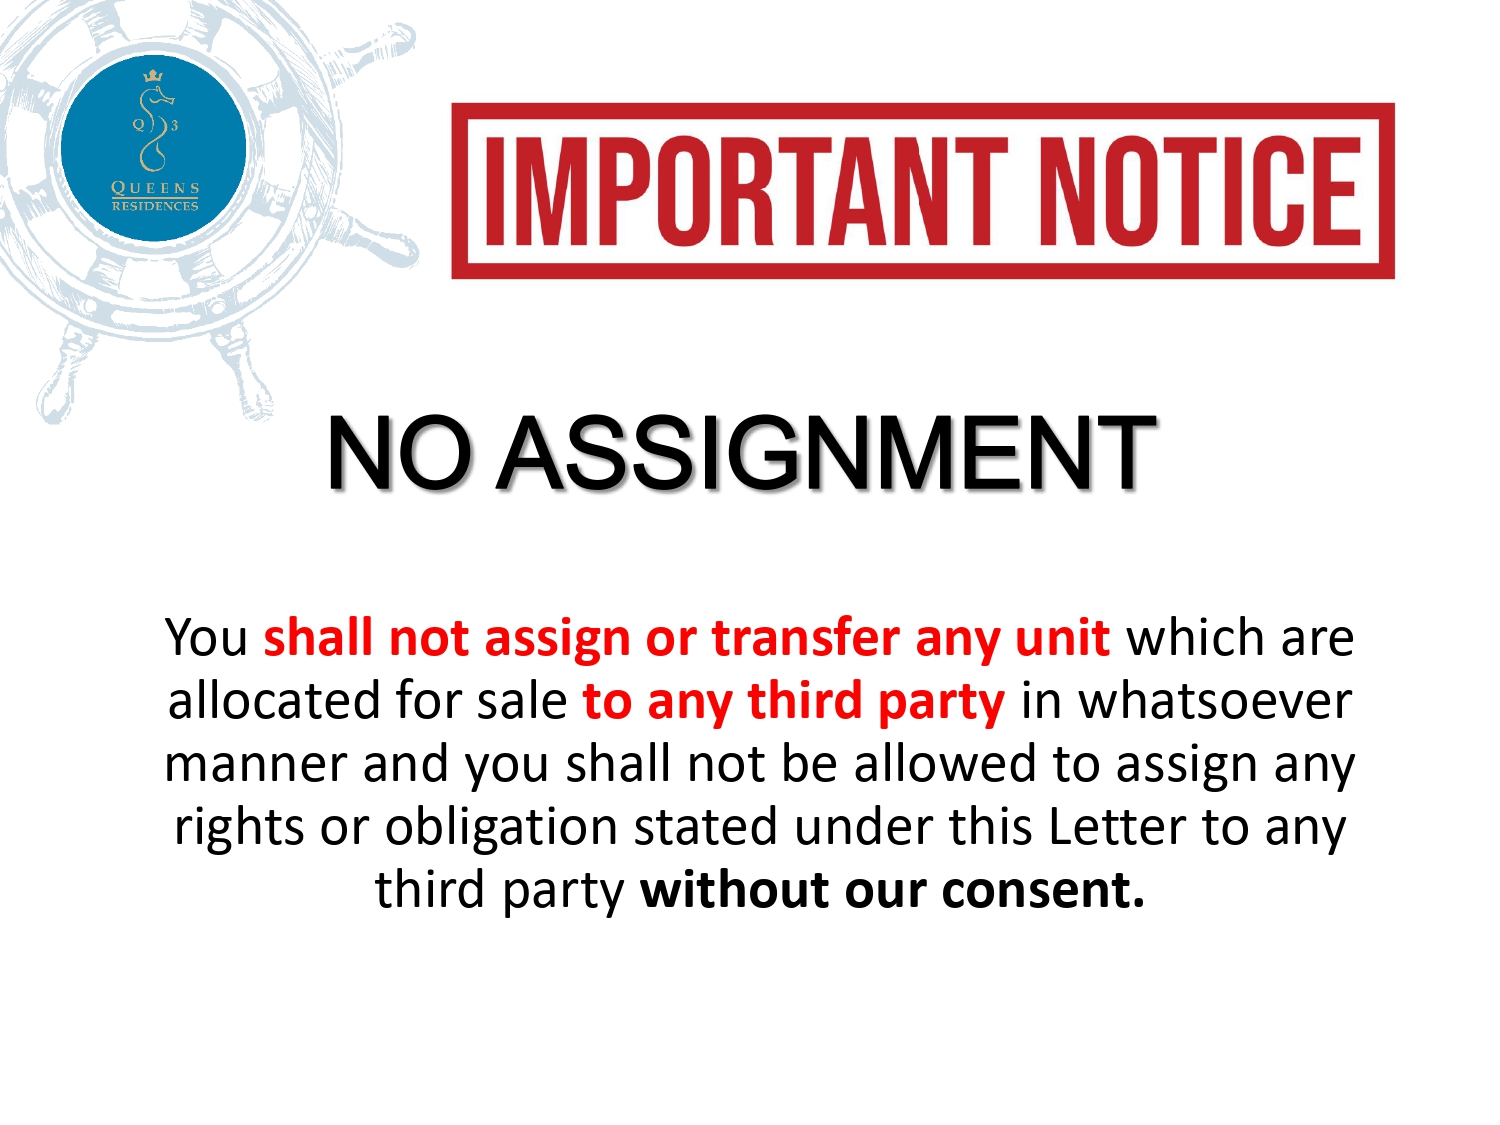 Q 3
QUEENS
RESIDENCES
IMPORTANT NOTICE
NO ASSIGNMENT
You shall not assign or transfer any unit which are
allocated for sale to any third party in whatsoever
manner and you shall not be allowed to assign any
rights or obligation stated under this Letter to any
third party without our consent.